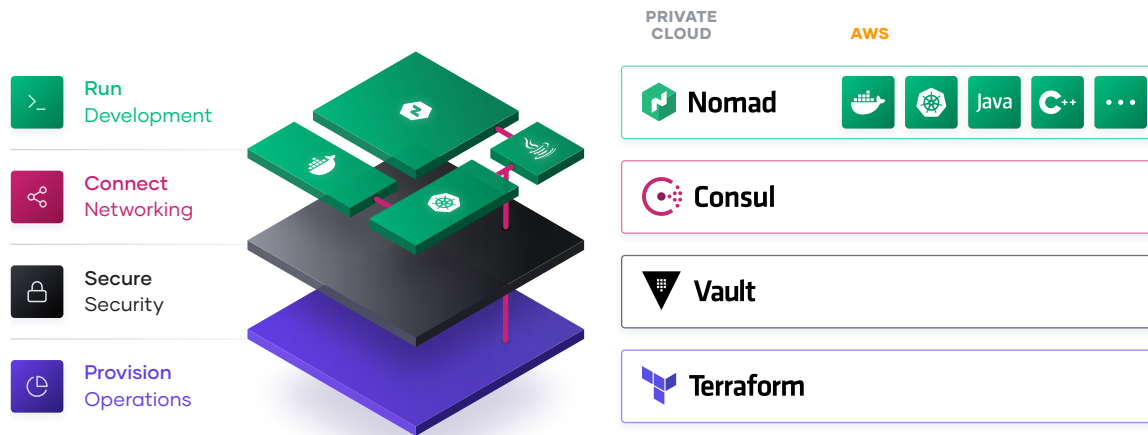 PRIVATE
CLOUD
AWS
Run
Development
Connect
Networking
Secure
Security
Provision
Operations
Nomad
Java
C++
Consul
Vault
Terraform